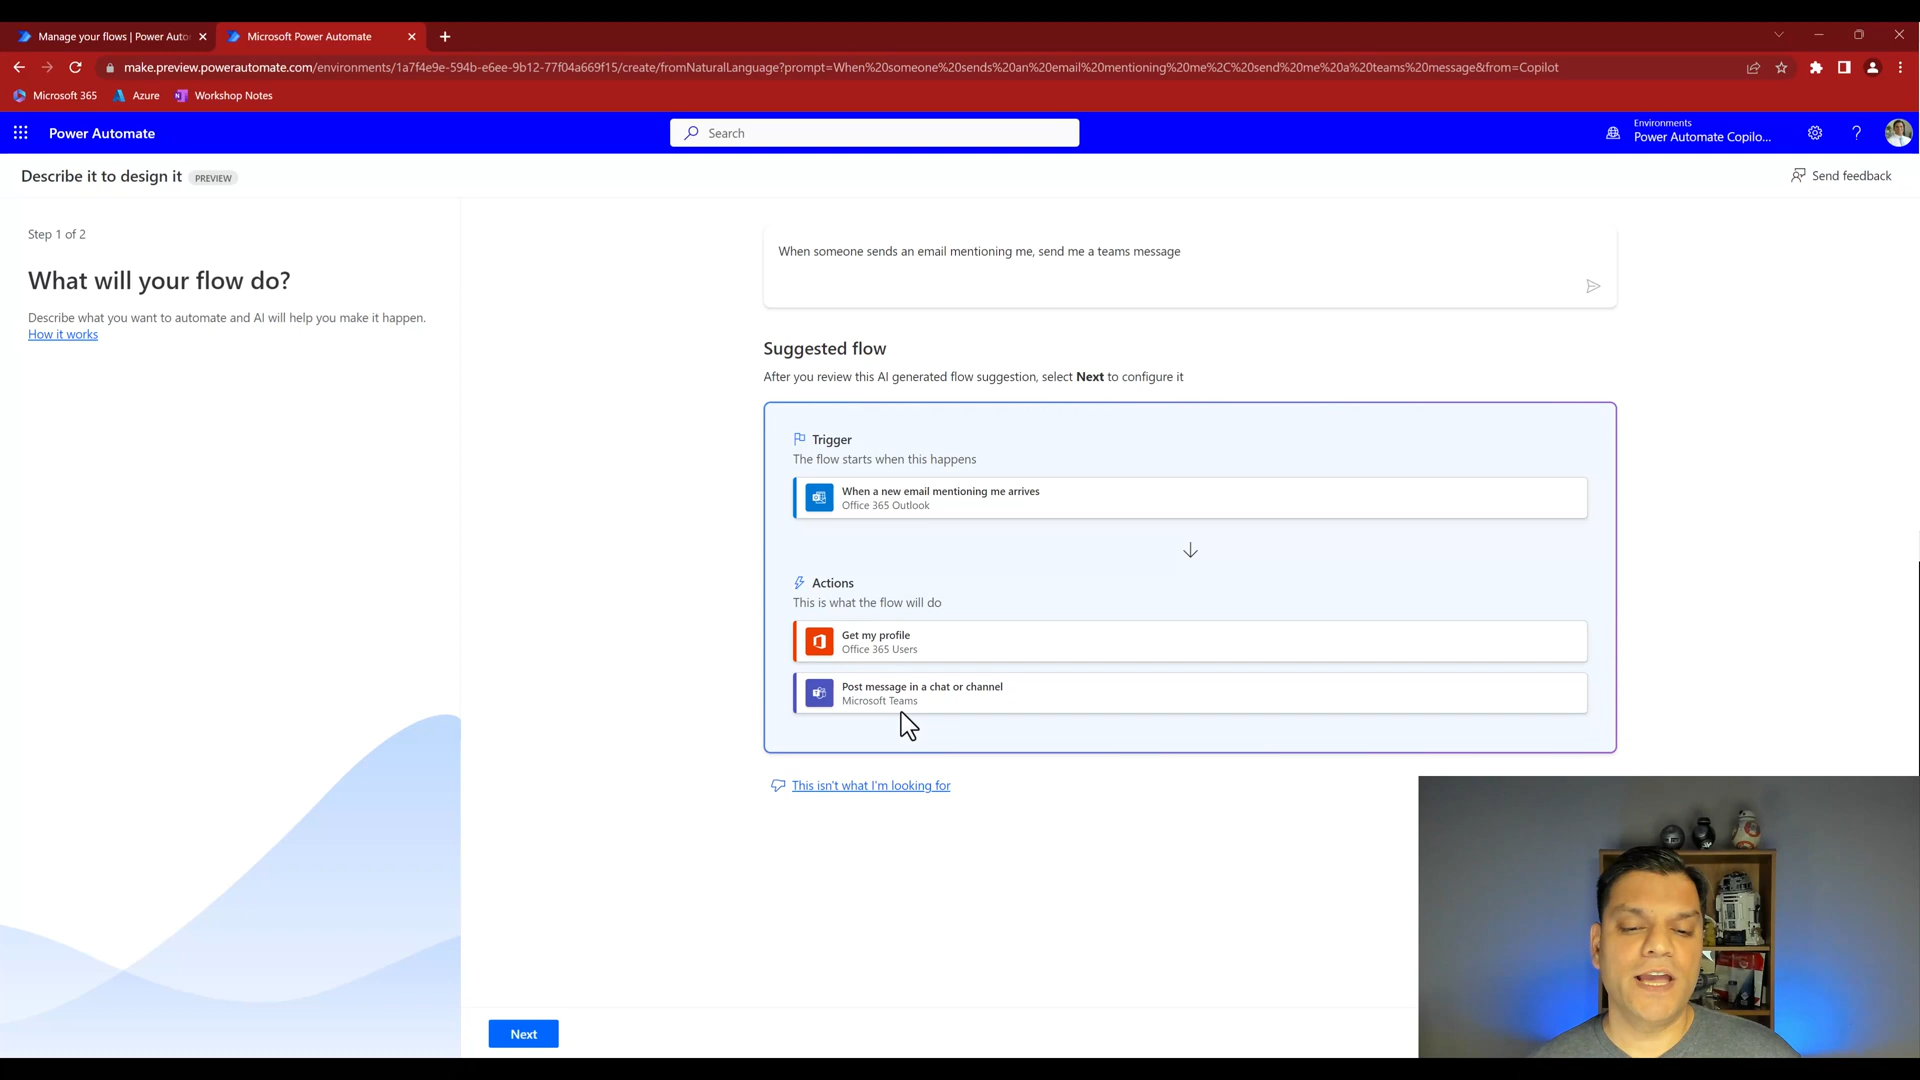 Manage your flows | Power Auto
Microsoft Power Automate
make.preview.powerautomate.com/environments/1a7f4e9e-594b-e6ee-9b12-77f04a669f15/create/fromNaturalLanguage?prompt=When%20someone%20sends%20an%20email%20mentioning%20me%2C%20send%20me%20a%20teams%20message&from=Copilot
Microsoft 365
Azure
Workshop Notes
Power Automate
Search
Environments
Power Automate Copilo...
Describe it to design it
PREVIEW
Send feedback
Step 1 of 2
What will your flow do?
Describe what you want to automate and AI will help you make it happen.
How it works
When someone sends an email mentioning me, send me a teams message
Suggested flow
After you review this AI generated flow suggestion, select Next to configure it
Trigger
The flow starts when this happens
When a new email mentioning me arrives
Office 365 Outlook
Actions
This is what the flow will do
Get my profile
Office 365 Users
Post message in a chat or channel
Microsoft Teams
This isn't what I'm looking for
Next